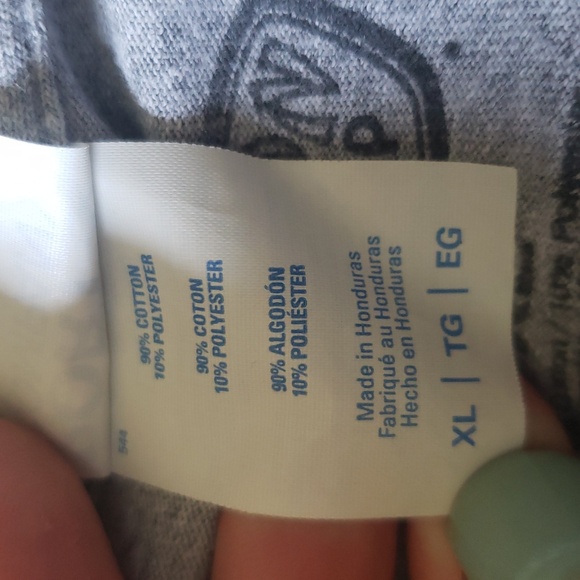 90% COTTON
10% POLYESTER
90% COTON
10% POLYESTER
90% ALGODÓN
10% POLIÉSTER
Made in Honduras
Fabriqué au Honduras
Hecho en Honduras
XL | TG | EG